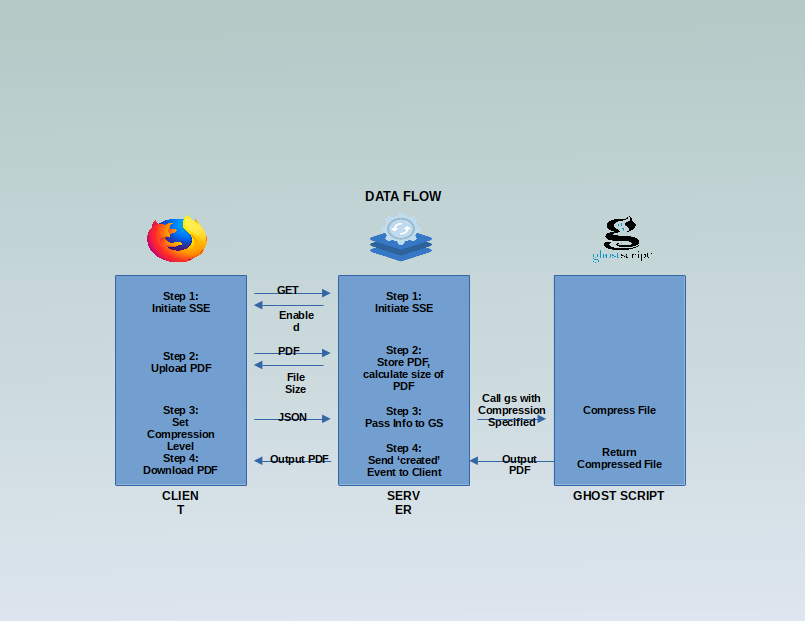 DATA FLOW
ghostscript
Step 1:
Initiate SSE
GET
Enable
d
Step 1:
Initiate SSE
Step 2:
Upload PDF
PDF
File
Size
Step 2:
Store PDF,
calculate size of
PDF
Step 3:
Set
Compression
Level
JSON
Step 3:
Pass Info to GS
Call gs with
Compression
Specified
Compress File
Step 4:
Download PDF
Output PDF
Step 4:
Send ‘created’
Event to Client
Output
PDF
Return
Compressed File
CLIEN
T
SERV
ER
GHOST SCRIPT